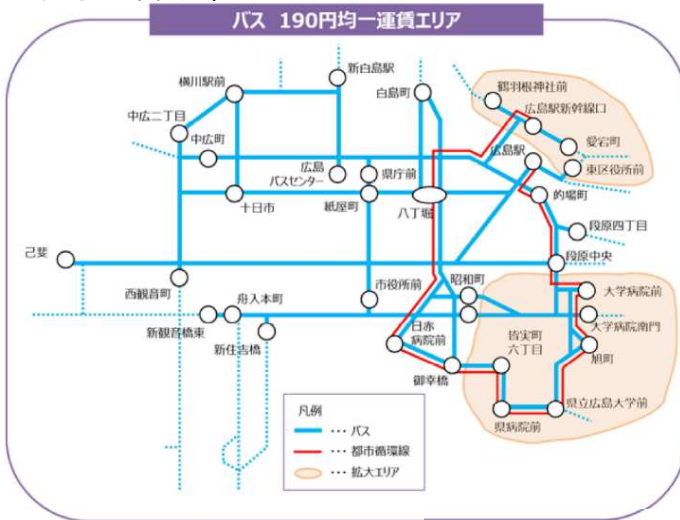 バス 190円均一運賃エリア
新白島駅
横川駅前
白島町
鶴羽根神社前
広島駅新幹線口
中広二丁目
中広町
愛宕町
広島駅
東区役所前
広島
バスセンター
県庁前
的場町
十日市
紙屋町
八丁堀
段原四丁目
己斐
段原中央
西観音町
市役所前
昭和町
大学病院前
舟入本町
大学病院南門
新観音橋東
新住吉橋
日赤
病院前
皆実町
六丁目
旭町
御幸橋
県立広島大学前
県病院前
凡例
・・・バス
・・・都市循環線
・・・拡大エリア